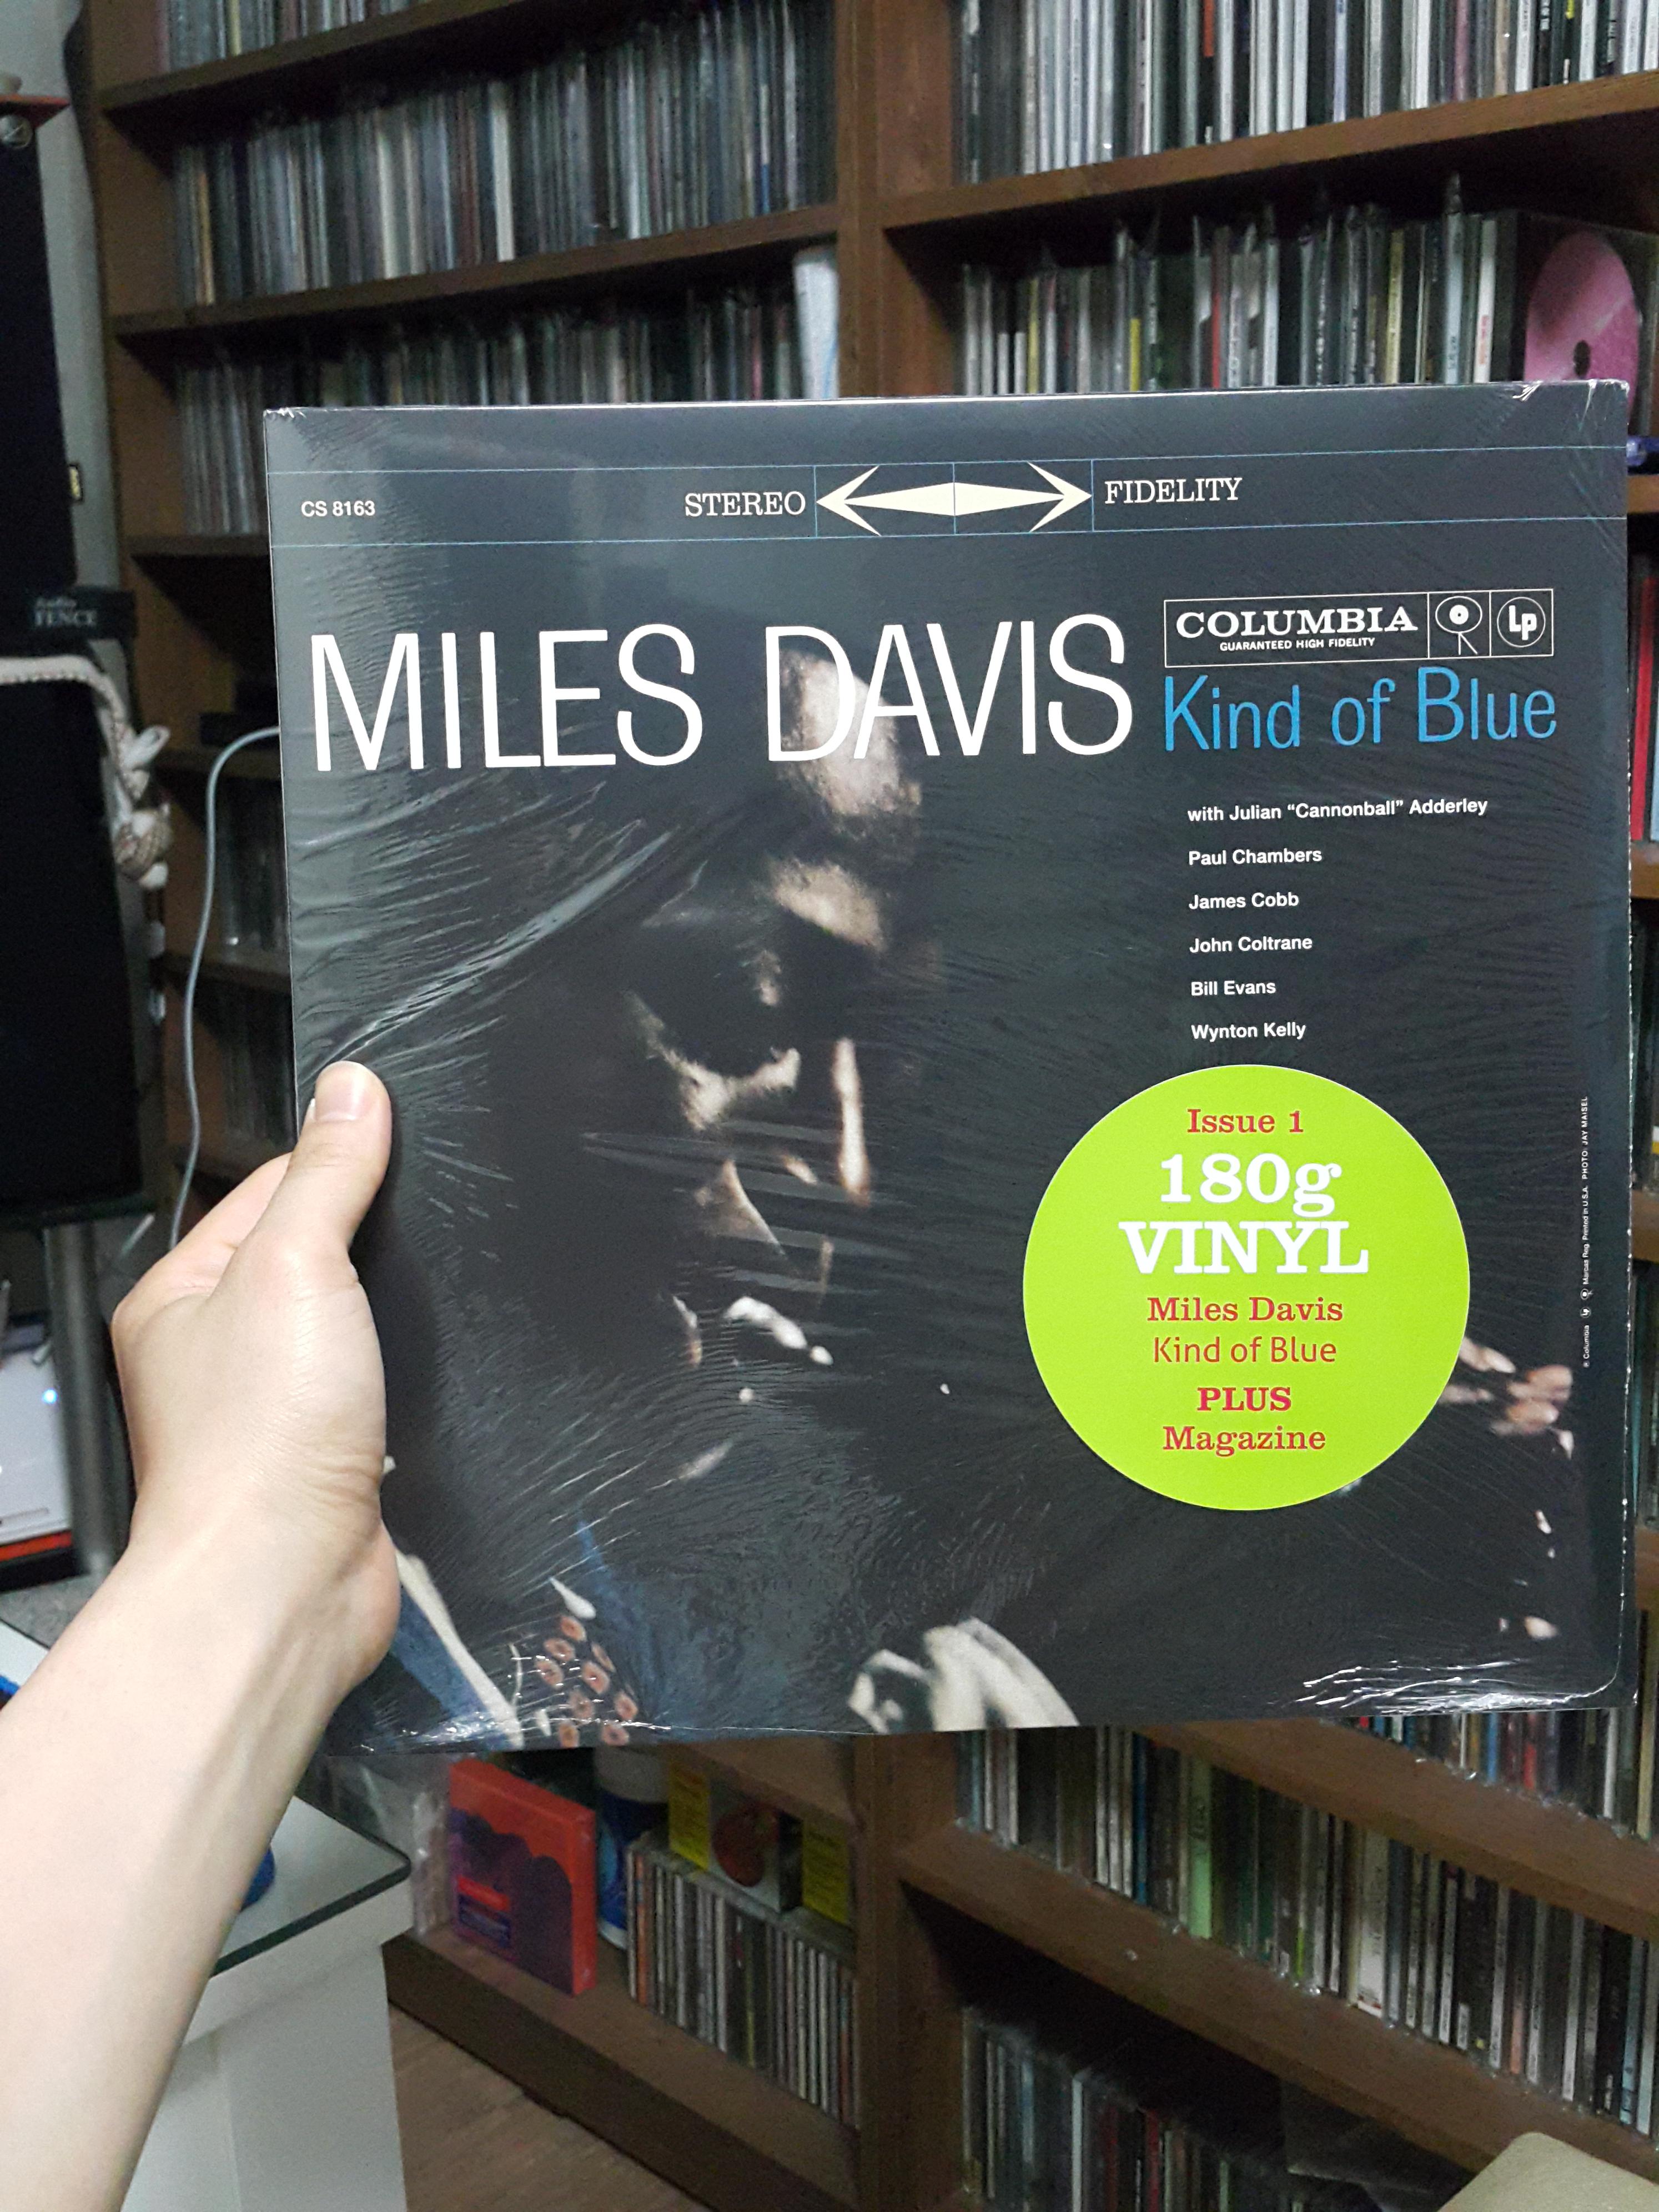 CS 8163
STEREO FIDELITY
COLUMBIA
GUARANTEED HIGH FIDELITY
Lp
MILES DAVIS
Kind of Blue
with Julian “Cannonball” Adderley
Paul Chambers
James Cobb
John Coltrane
Bill Evans
Wynton Kelly
Issue 1
180g
VINYL
Miles Davis
Kind of Blue
PLUS
Magazine
Printed in U.S.A. PHOTO: JAY MAISEL